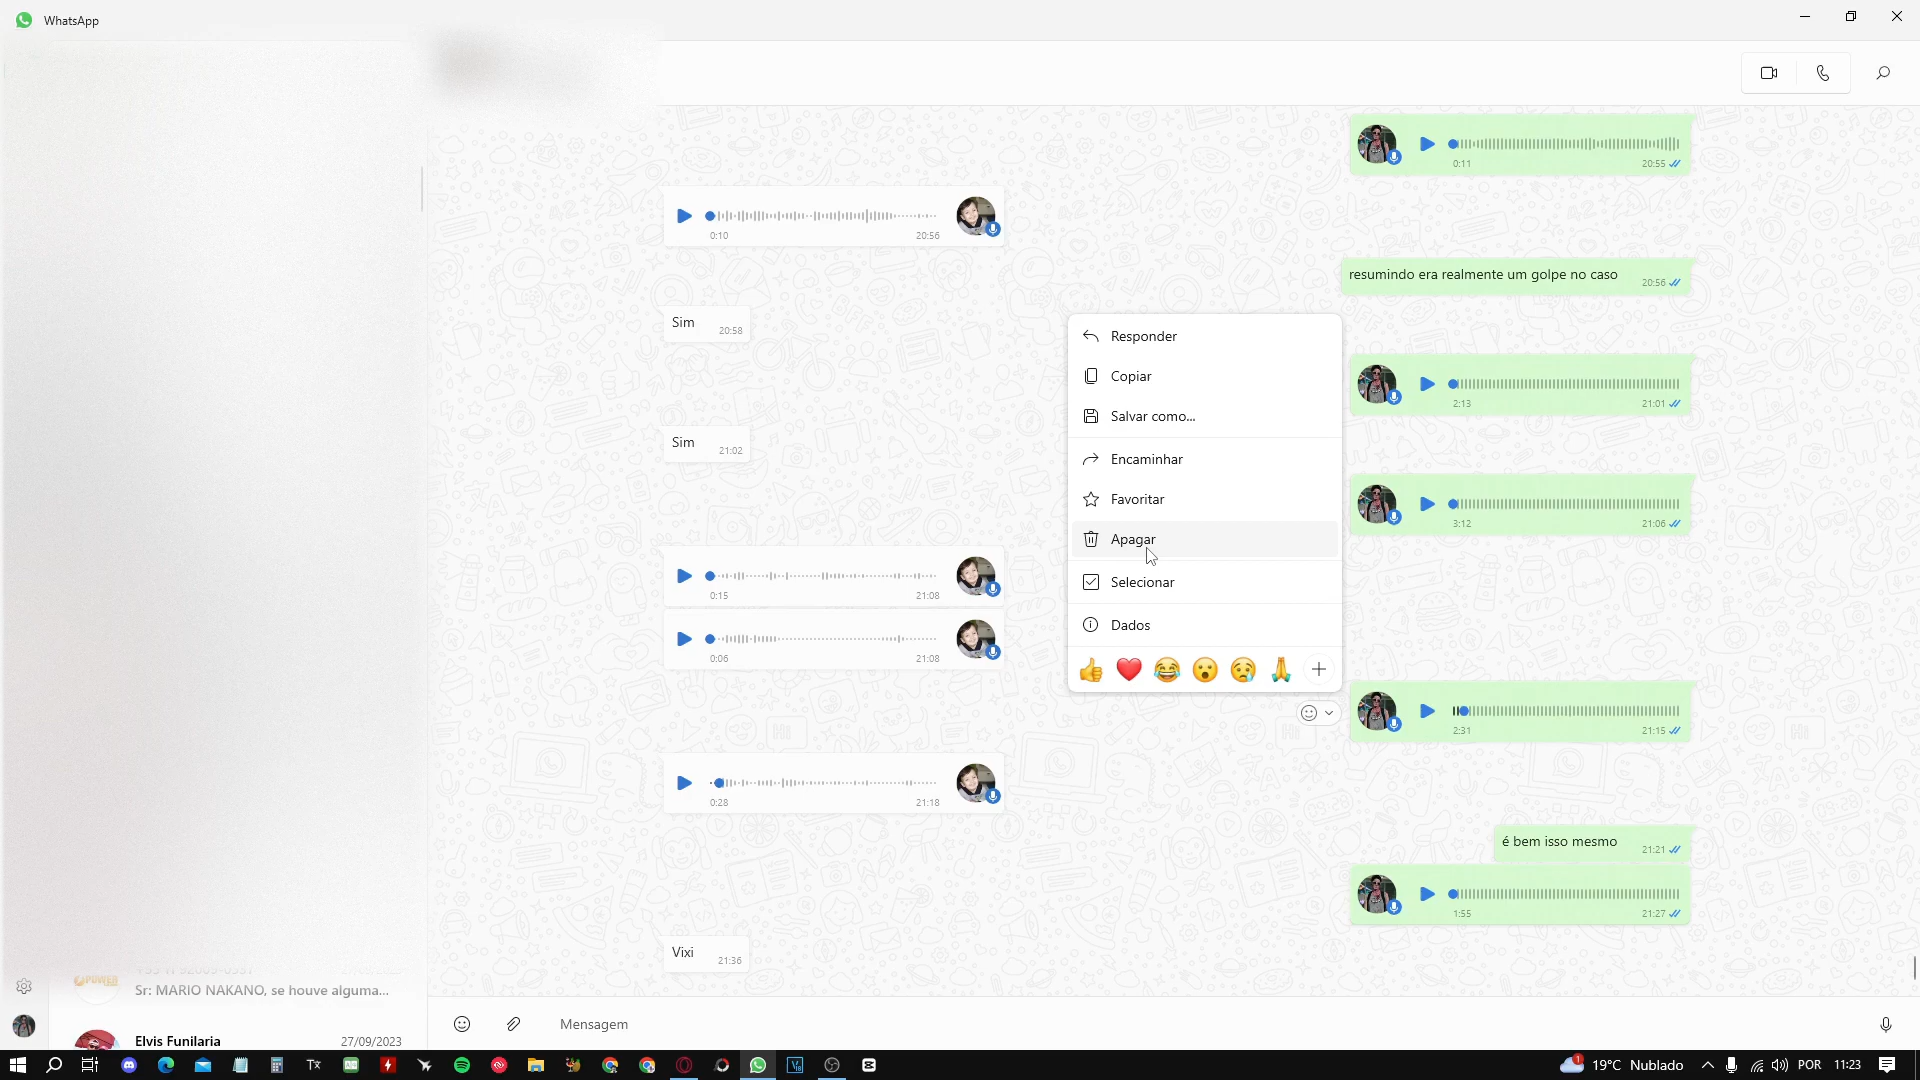 WhatsApp
0:11 20:55
0:10 20:56
resumindo era realmente um golpe no caso 20:56
Sim 20:58
Responder
Copiar
Salvar como...
Encaminhar
Favoritar
Apagar
Selecionar
Dados
2:13 21:01
Sim 21:02
3:12 21:06
0:15 21:08
0:06 21:08
2:31 21:15
0:28 21:18
é bem isso mesmo 21:21
1:55 21:27
Vixi 21:36
POWER
Sr: MARIO NAKANO, se houve alguma...
Elvis Funilaria 27/09/2023
Mensagem
1 19°C Nublado POR 11:23